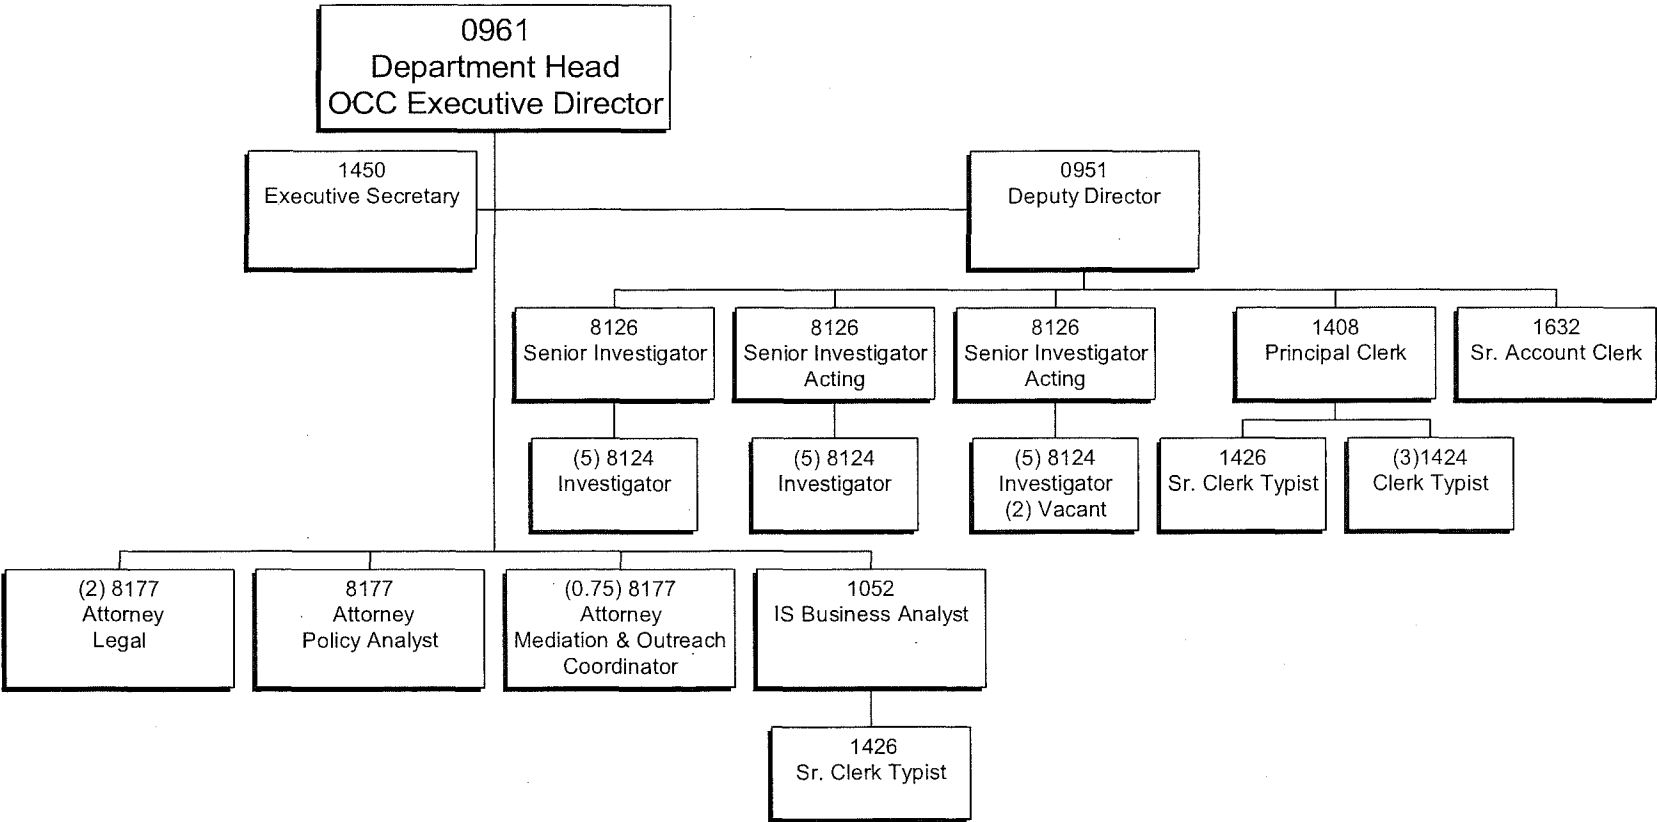 0961
Department Head
OCC Executive Director
1450
Executive Secretary
0951
Deputy Director
8126
Senior Investigator
8126
Senior Investigator
Acting
8126
Senior Investigator
Acting
1408
Principal Clerk
1632
Sr. Account Clerk
(5) 8124
Investigator
(5) 8124
Investigator
(5) 8124
Investigator
(2) Vacant
1426
Sr. Clerk Typist
(3)1424
Clerk Typist
(2) 8177
Attorney
Legal
8177
Attorney
Policy Analyst
(0.75) 8177
Attorney
Mediation & Outreach
Coordinator
1052
IS Business Analyst
1426
Sr. Clerk Typist